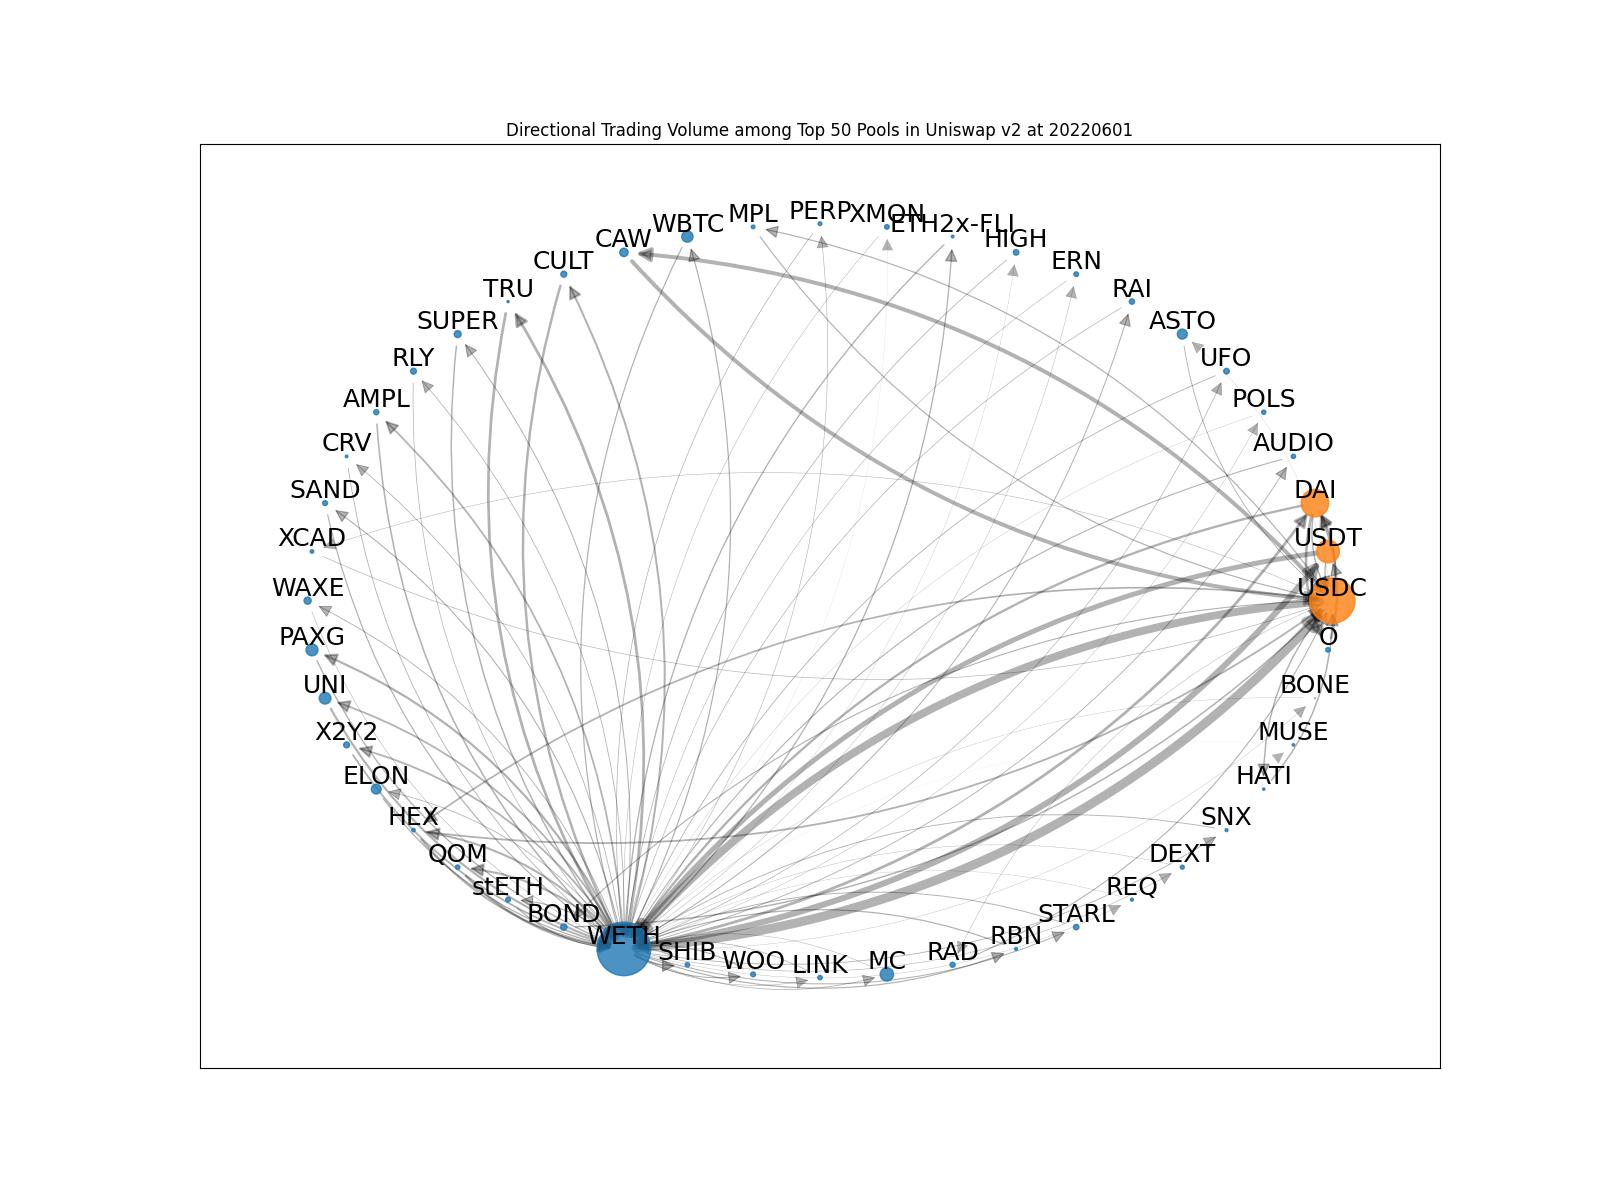 Directional Trading Volume among Top 50 Pools in Uniswap v2 at 20220601
PERP
MPL
XMON
WBTC
ETH2x-FLI
CAW
HIGH
CULT
ERN
TRU
RAI
SUPER
ASTO
RLY
UFO
AMPL
POLS
CRV
AUDIO
SAND
DAI
XCAD
USDT
WAXE
USDC
PAXG
O
UNI
BONE
X2Y2
MUSE
ELON
HATI
HEX
SNX
QOM
DEXT
stETH
REQ
BOND
STARL
WETH
RBN
SHIB
RAD
WOO
MC
LINK